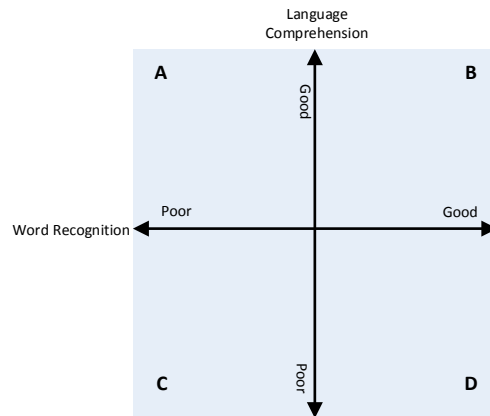 Language
Comprehension
A
B
Good
Poor
Good
Word Recognition
Poor
C
D